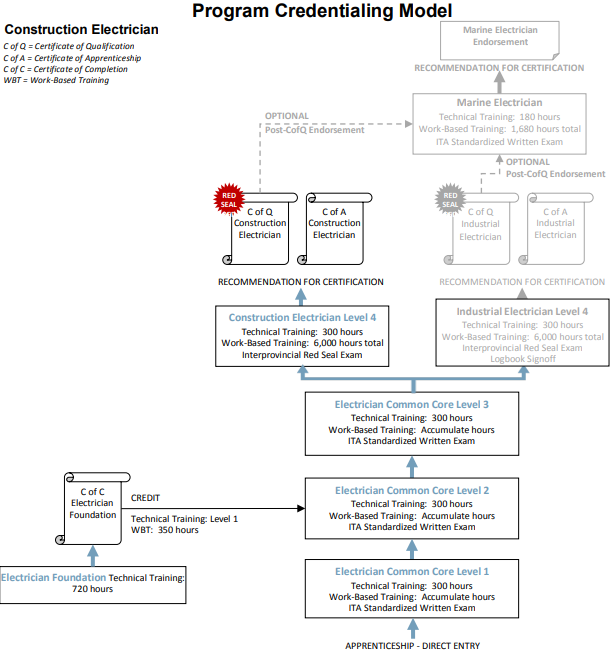 Program Credentialing Model
Construction Electrician
C of Q = Certificate of Qualification
C of A = Certificate of Apprenticeship
C of C = Certificate of Completion
WBT = Work-Based Training
Marine Electrician
Endorsement
RECOMMENDATION FOR CERTIFICATION
Marine Electrician
Technical Training: 180 hours
Work-Based Training: 1,680 hours total
ITA Standardized Written Exam
OPTIONAL
Post-CofQ Endorsement
OPTIONAL
Post-CofQ Endorsement
RED
SEAL
C of Q
Construction
Electrician
C of A
Construction
Electrician
RED
SEAL
C of Q
Industrial
Electrician
C of A
Industrial
Electrician
RECOMMENDATION FOR CERTIFICATION
RECOMMENDATION FOR CERTIFICATION
Construction Electrician Level 4
Technical Training: 300 hours
Work-Based Training: 6,000 hours total
Interprovincial Red Seal Exam
Industrial Electrician Level 4
Technical Training: 300 hours
Work-Based Training: 6,000 hours total
Interprovincial Red Seal Exam
Logbook Signoff
Electrician Common Core Level 3
Technical Training: 300 hours
Work-Based Training: Accumulate hours
ITA Standardized Written Exam
Electrician Common Core Level 2
Technical Training: 300 hours
Work-Based Training: Accumulate hours
ITA Standardized Written Exam
C of C
Electrician
Foundation
CREDIT
Technical Training: Level 1
WBT: 350 hours
Electrician Foundation Technical Training:
720 hours
Electrician Common Core Level 1
Technical Training: 300 hours
Work-Based Training: Accumulate hours
ITA Standardized Written Exam
APPRENTICESHIP - DIRECT ENTRY